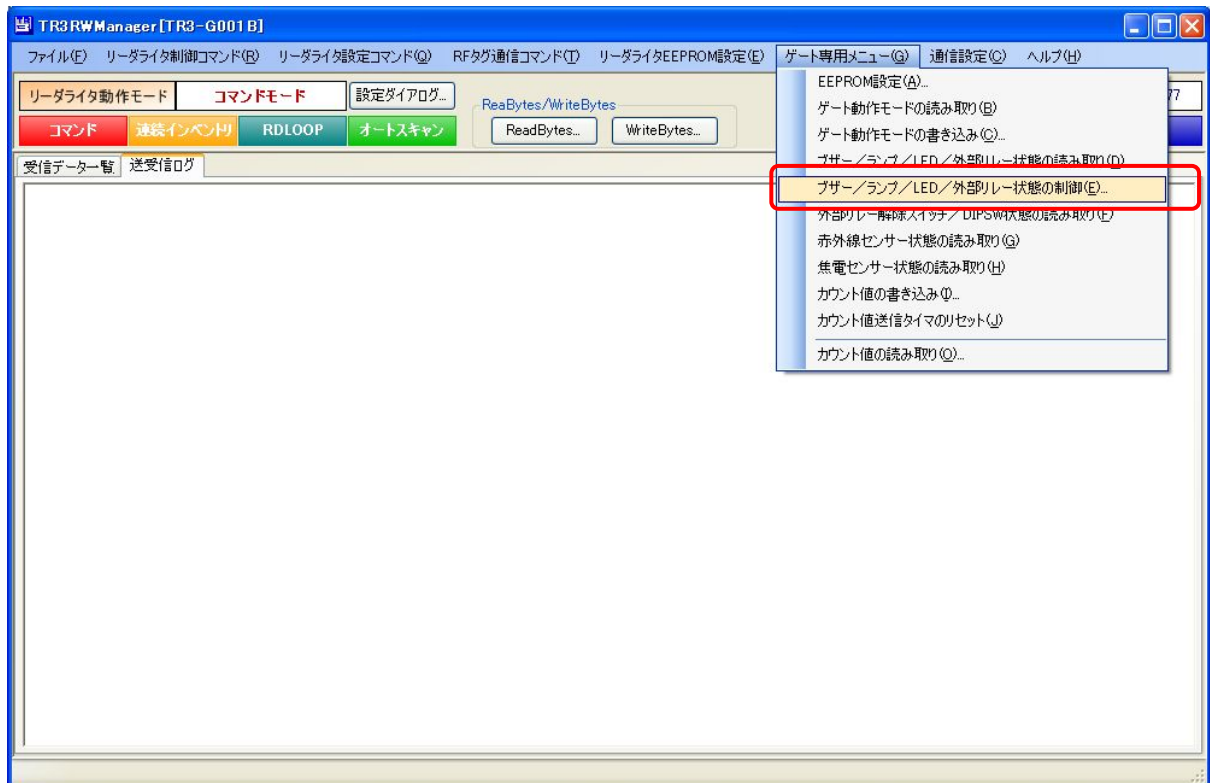 TR3RWManager[TR3-G001B]
ファイル(F) リーダライタ制御コマンド(R) リーダライタ設定コマンド(Q) RFタグ通信コマンド(T) リーダライタEEPROM設定(E) ゲート専用メニュー(G) 通信設定(C) ヘルプ(H)
リーダライタ動作モード コマンドモード 設定ダイアログ...
ReaBytes/WriteBytes
コマンド 連続インベントリ RDLOOP オートスキャン ReadBytes... WriteBytes...
77
受信データ一覧 送受信ログ
EEPROM設定(A)...
ゲート動作モードの読み取り(B)
ゲート動作モードの書き込み(C)...
ブザー/ランプ/LED/外部リレー状態の読み取り(D)
ブザー/ランプ/LED/外部リレー状態の制御(E)...
外部リレー解除スイッチ/DIPSW状態の読み取り(F)
赤外線センサー状態の読み取り(G)
焦電センサー状態の読み取り(H)
カウント値の書き込み(I)...
カウント値送信タイマのリセット(J)
カウント値の読み取り(O)...